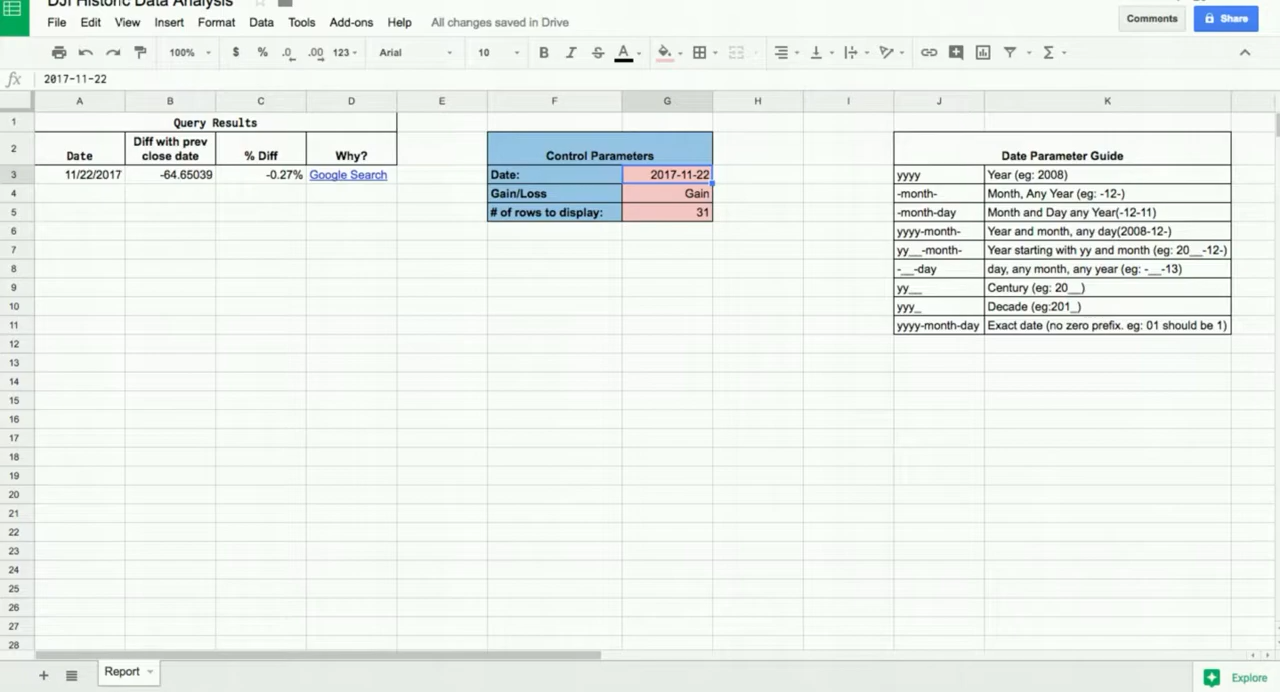 DJI Historic Data Analysis
File Edit View Insert Format Data Tools Add-ons Help All changes saved in Drive
Comments Share
100% $ % .0 .00 123 Arial 10 B I S A Σ
fx 2017-11-22
A B C D E F G H I J K
1 Query Results
2 Date Diff with prev close date % Diff Why? Control Parameters Date Parameter Guide
3 11/22/2017 -64.65039 -0.27% Google Search Date: 2017-11-22 yyyy Year (eg: 2008)
4 Gain/Loss Gain -month- Month, Any Year (eg: -12-)
5 # of rows to display: 31 -month-day Month and Day any Year(-12-11)
6 yyyy-month- Year and month, any day(2008-12-)
7 yy__-month- Year starting with yy and month (eg: 20__-12-)
8 -__-day day, any month, any year (eg: -__-13)
9 yy__ Century (eg: 20__)
10 yyy_ Decade (eg:201_)
11 yyyy-month-day Exact date (no zero prefix. eg: 01 should be 1)
12
13
14
15
16
17
18
19
20
21
22
23
24
25
26
27
28
+ Report Explore